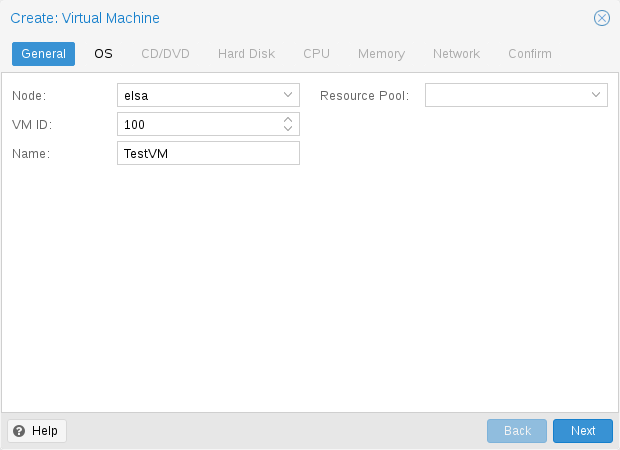 Create: Virtual Machine
General OS CD/DVD Hard Disk CPU Memory Network Confirm
Node: elsa Resource Pool:
VM ID: 100
Name: TestVM
Help Back Next